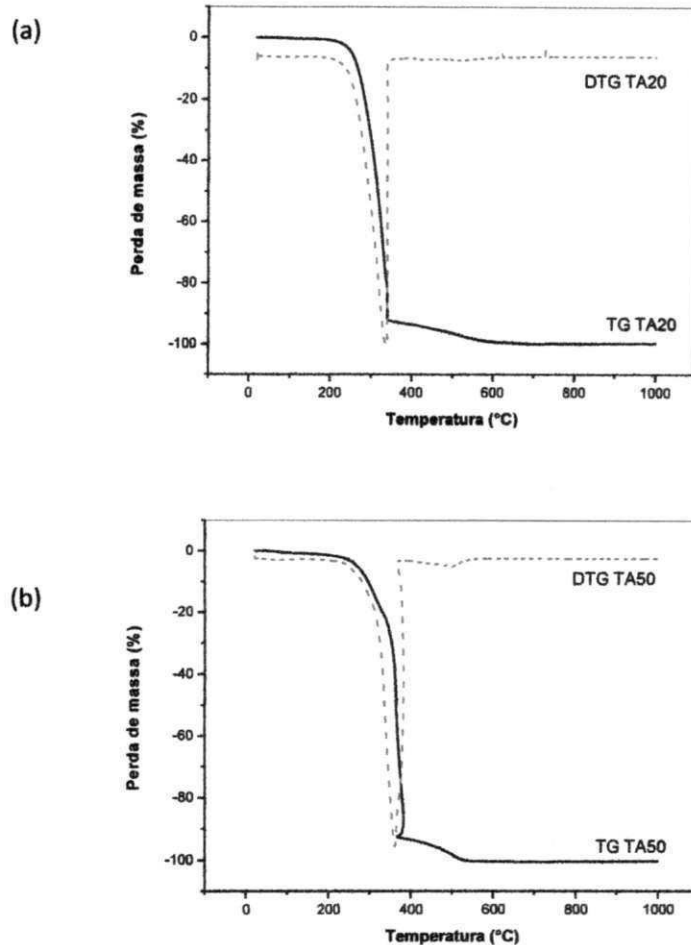 (a)
Perda de massa (%)
0
-20
-40
-60
-80
-100
DTG TA20
TG TA20
0 200 400 600 800 1000
Temperatura (°C)
(b)
Perda de massa (%)
0
-20
-40
-60
-80
-100
DTG TA50
TG TA50
0 200 400 600 800 1000
Temperatura (°C)